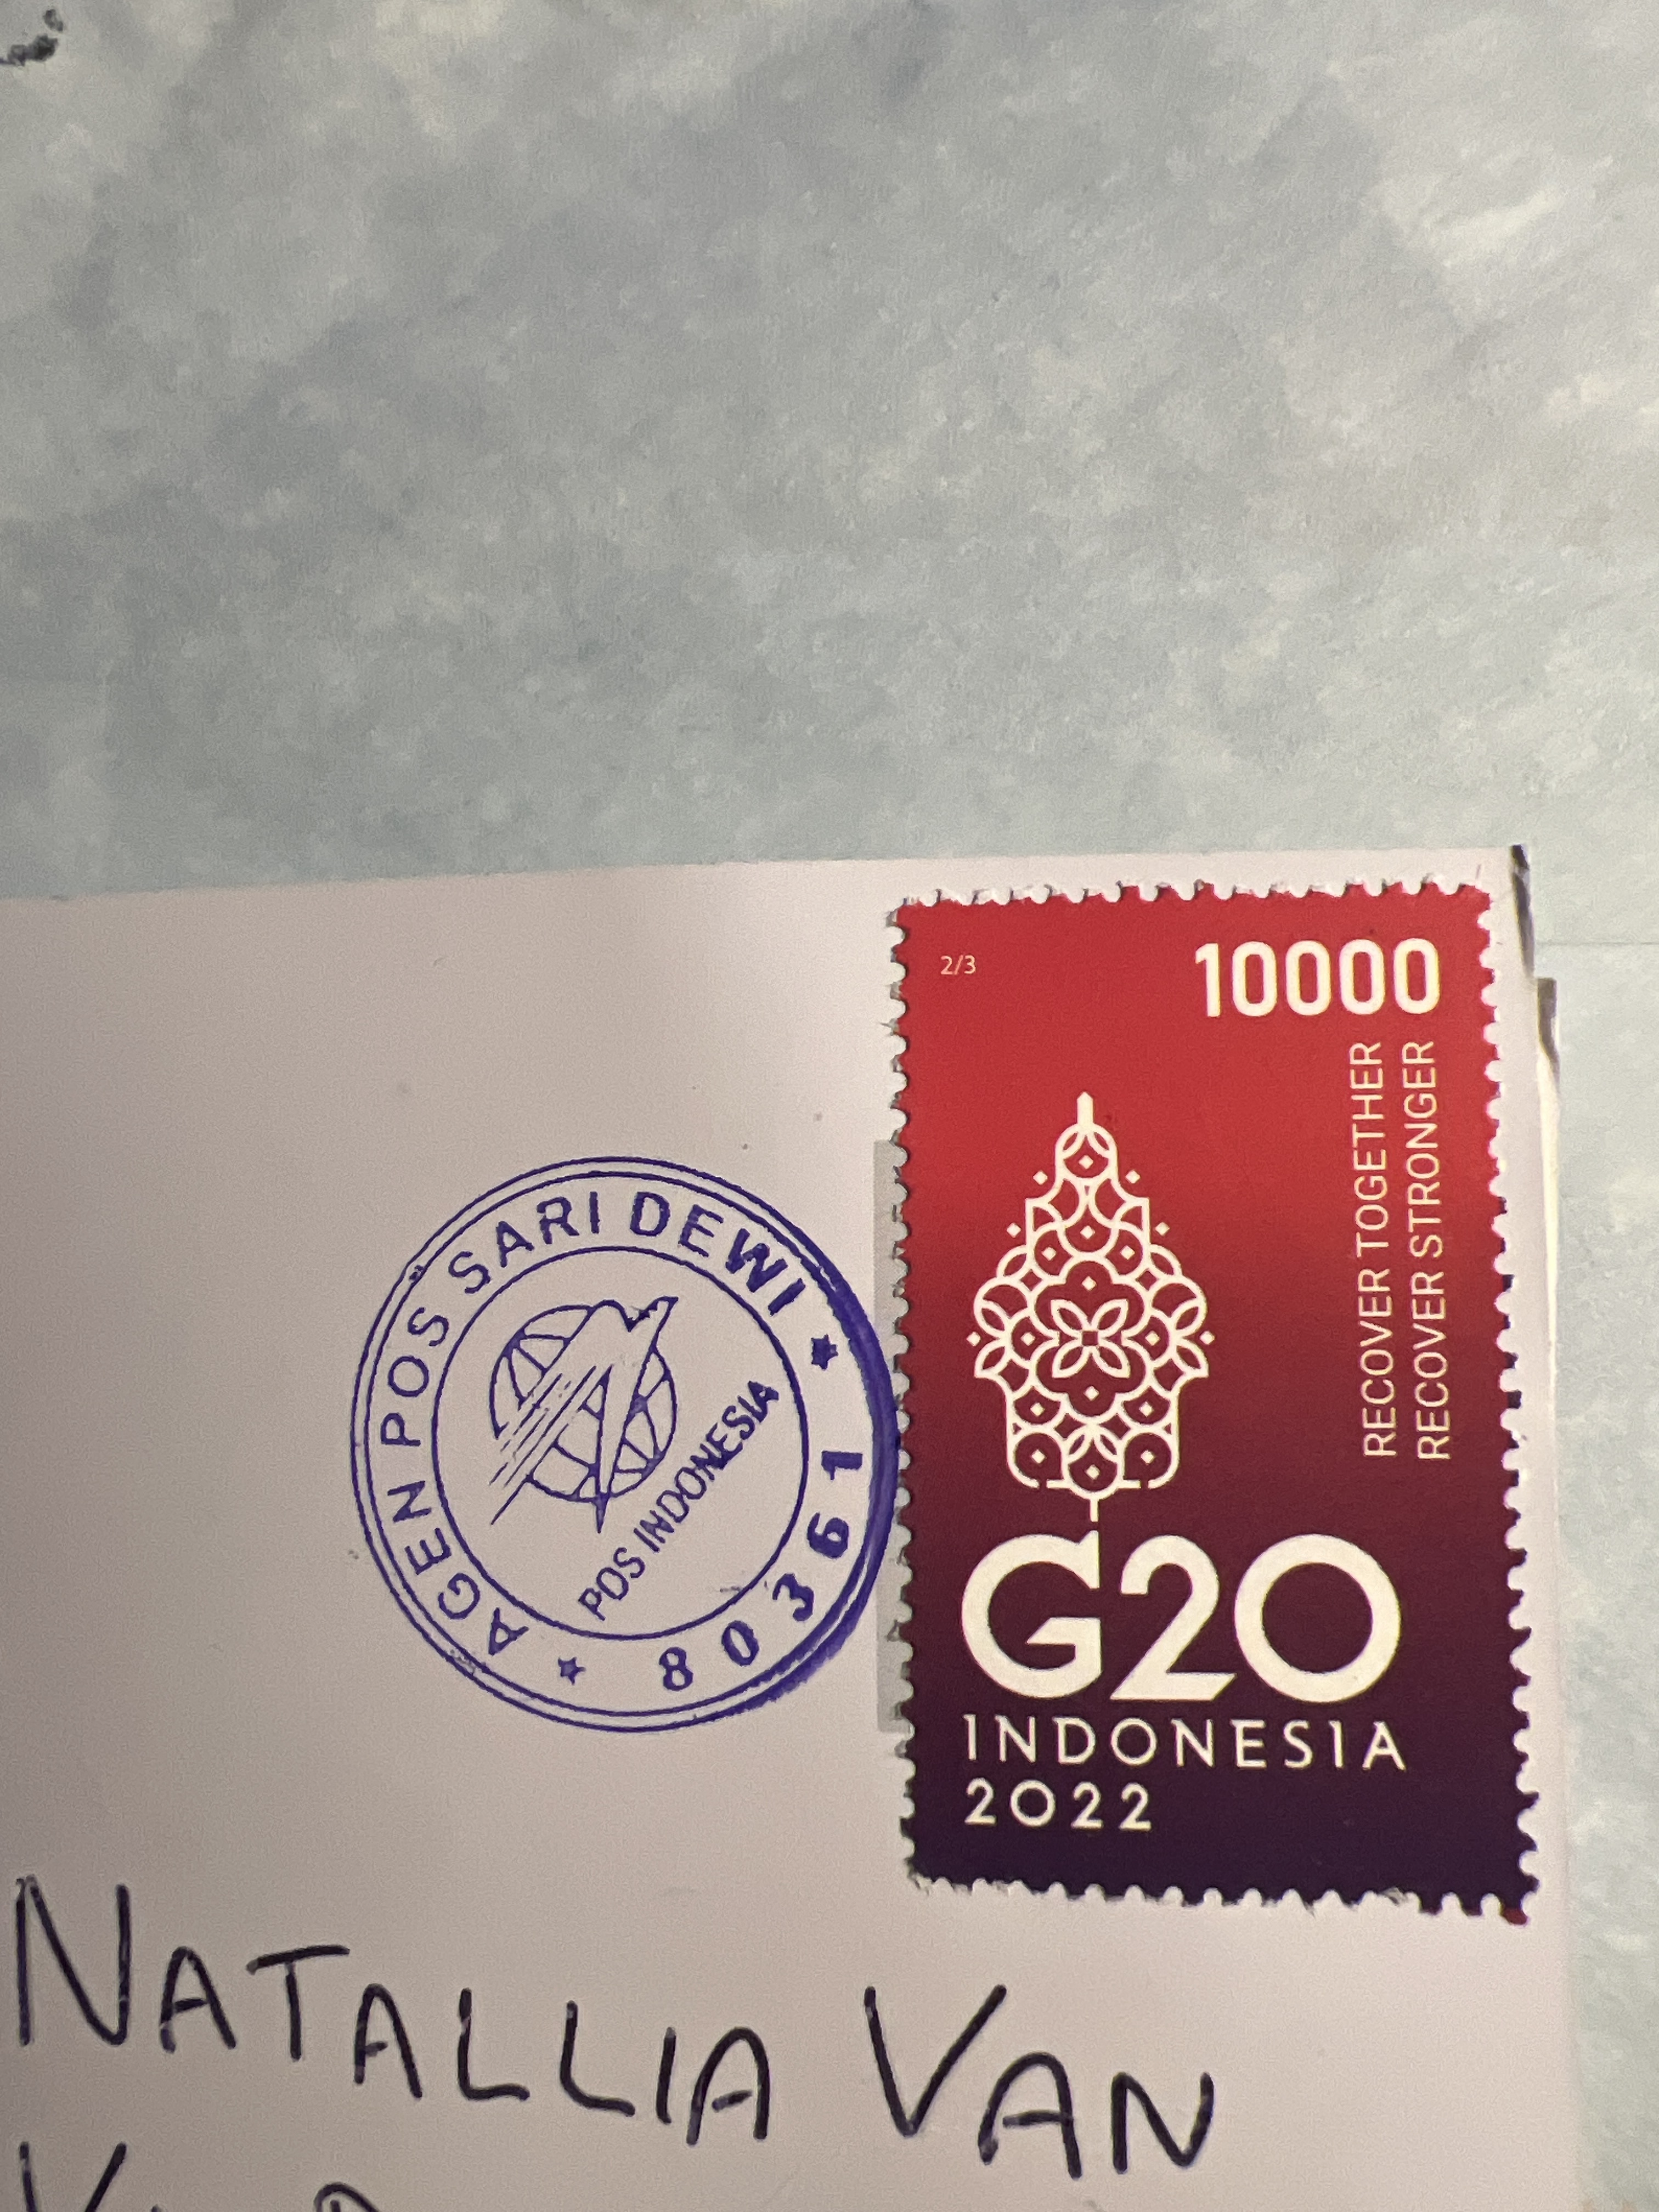 2/3
10000
RECOVER TOGETHER
RECOVER STRONGER
G20
INDONESIA
2022
AGEN POS SARI DEWI
POS INDONESIA
80361
NATALLIA VAN